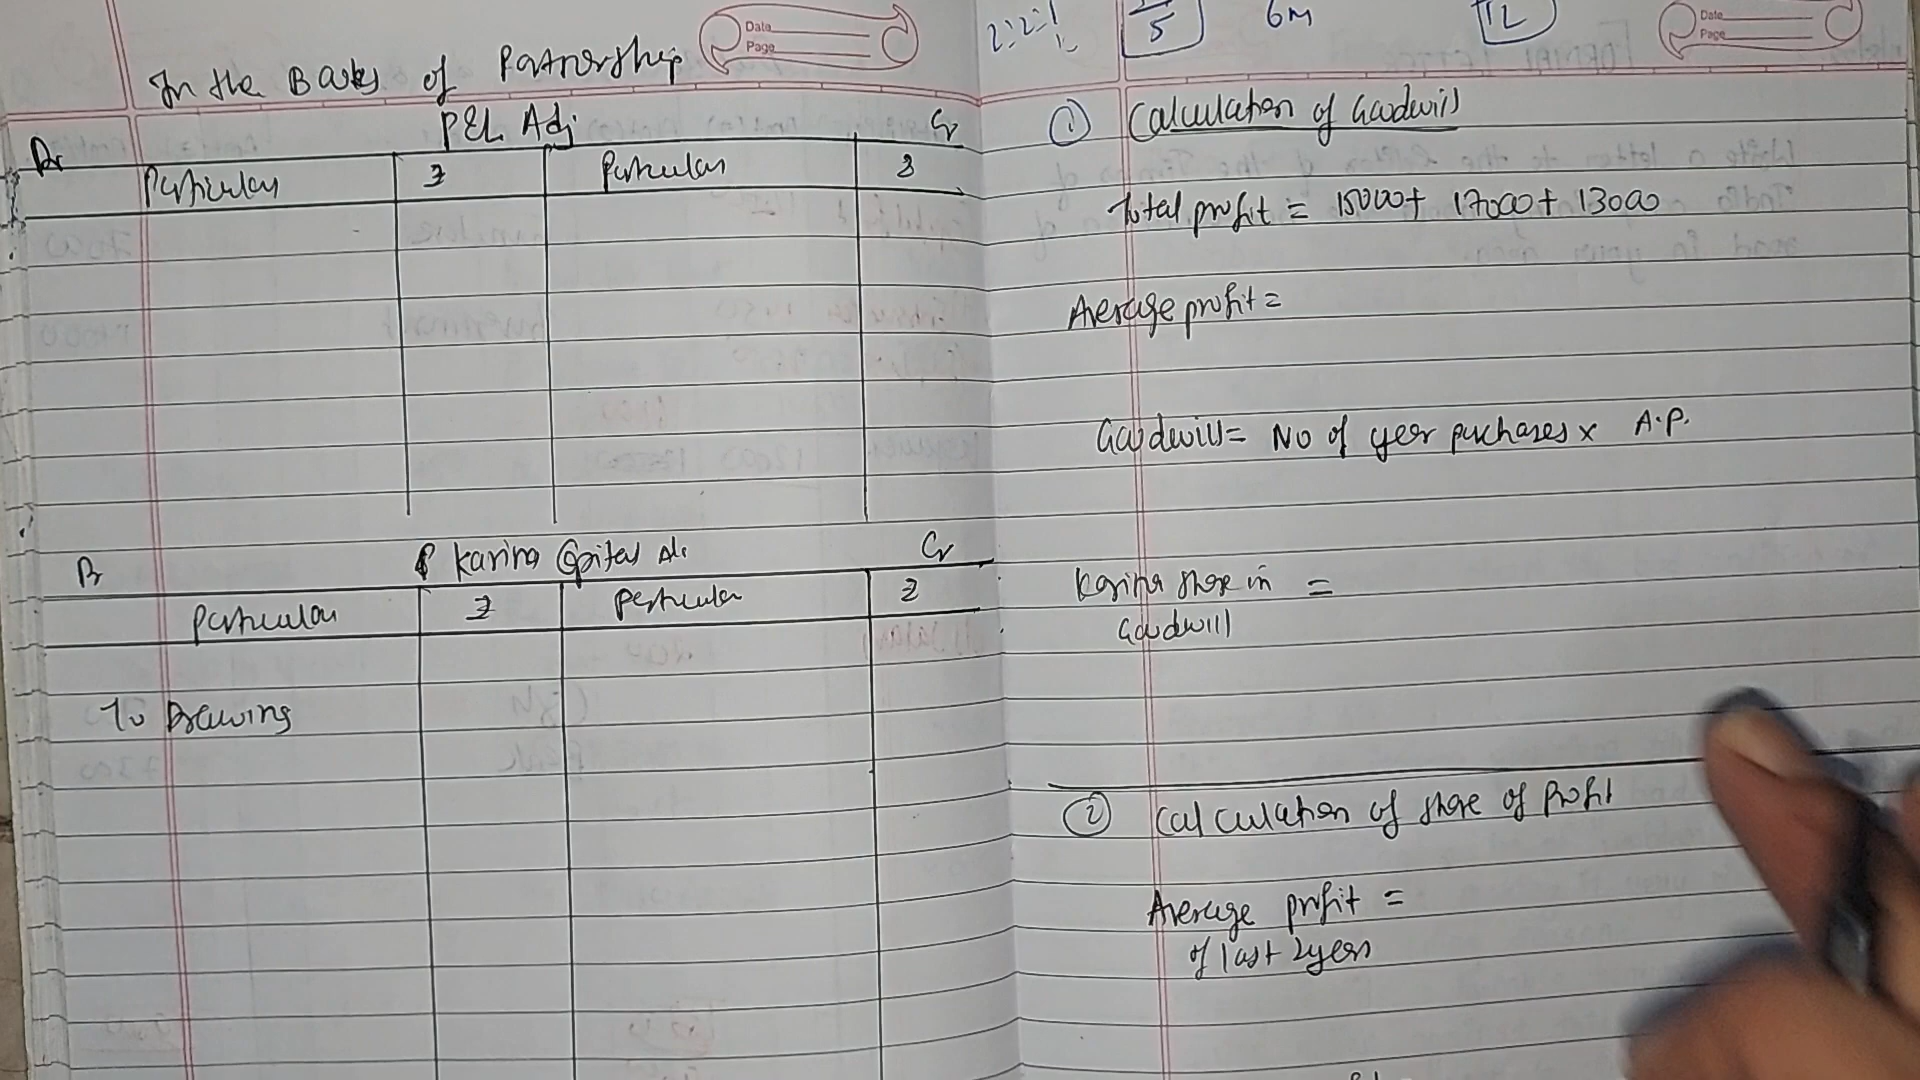 Date
Page
In the Books of Partnership
P&L Adj
Dr
Cr
Particulars ₹ Particulars ₹
Karina Capital A/c
Dr
Cr
Particulars ₹ Particulars ₹
To Drawing
2:2:1
5
6m
12
Date
Page
① Calculation of Goodwill
Total profit = 15000+ 17000+ 13000
Average profit =
Goodwill = No of year purchases x A.P.
Karina share in =
Goodwill
② Calculation of share of Profit
Average profit =
of last 2years